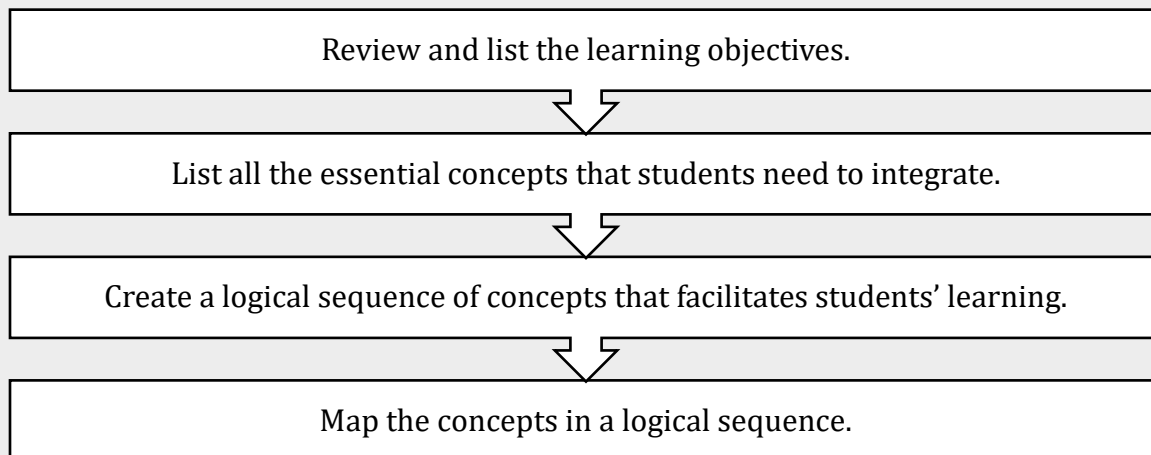 Review and list the learning objectives.
List all the essential concepts that students need to integrate.
Create a logical sequence of concepts that facilitates students’ learning.
Map the concepts in a logical sequence.